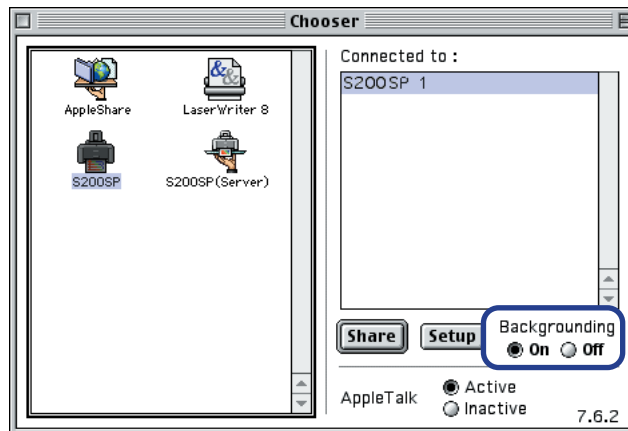 Chooser
AppleShare
LaserWriter 8
S200SP
S200SP(Server)
Connected to :
S200SP 1
Share
Setup
Backgrounding
On Off
AppleTalk
Active
Inactive
7.6.2